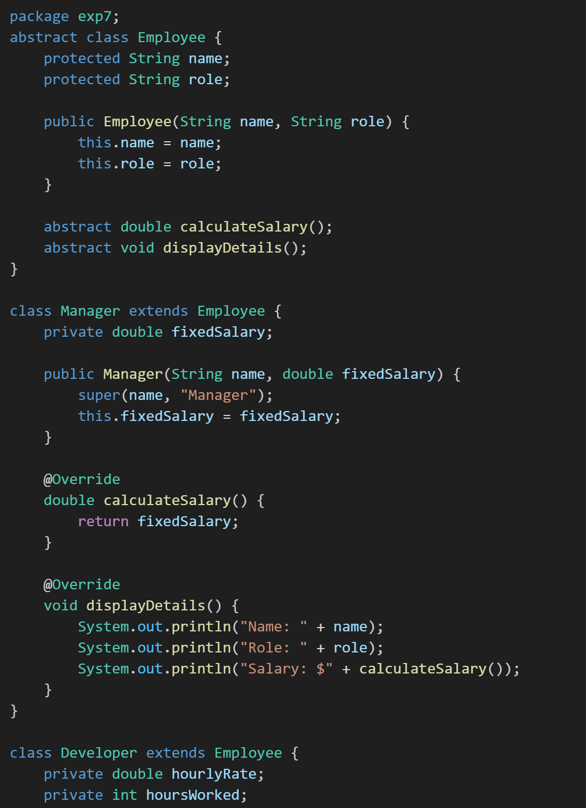 package exp7;
abstract class Employee {
    protected String name;
    protected String role;

    public Employee(String name, String role) {
        this.name = name;
        this.role = role;
    }

    abstract double calculateSalary();
    abstract void displayDetails();
}

class Manager extends Employee {
    private double fixedSalary;

    public Manager(String name, double fixedSalary) {
        super(name, "Manager");
        this.fixedSalary = fixedSalary;
    }

    @Override
    double calculateSalary() {
        return fixedSalary;
    }

    @Override
    void displayDetails() {
        System.out.println("Name: " + name);
        System.out.println("Role: " + role);
        System.out.println("Salary: $" + calculateSalary());
    }
}

class Developer extends Employee {
    private double hourlyRate;
    private int hoursWorked;